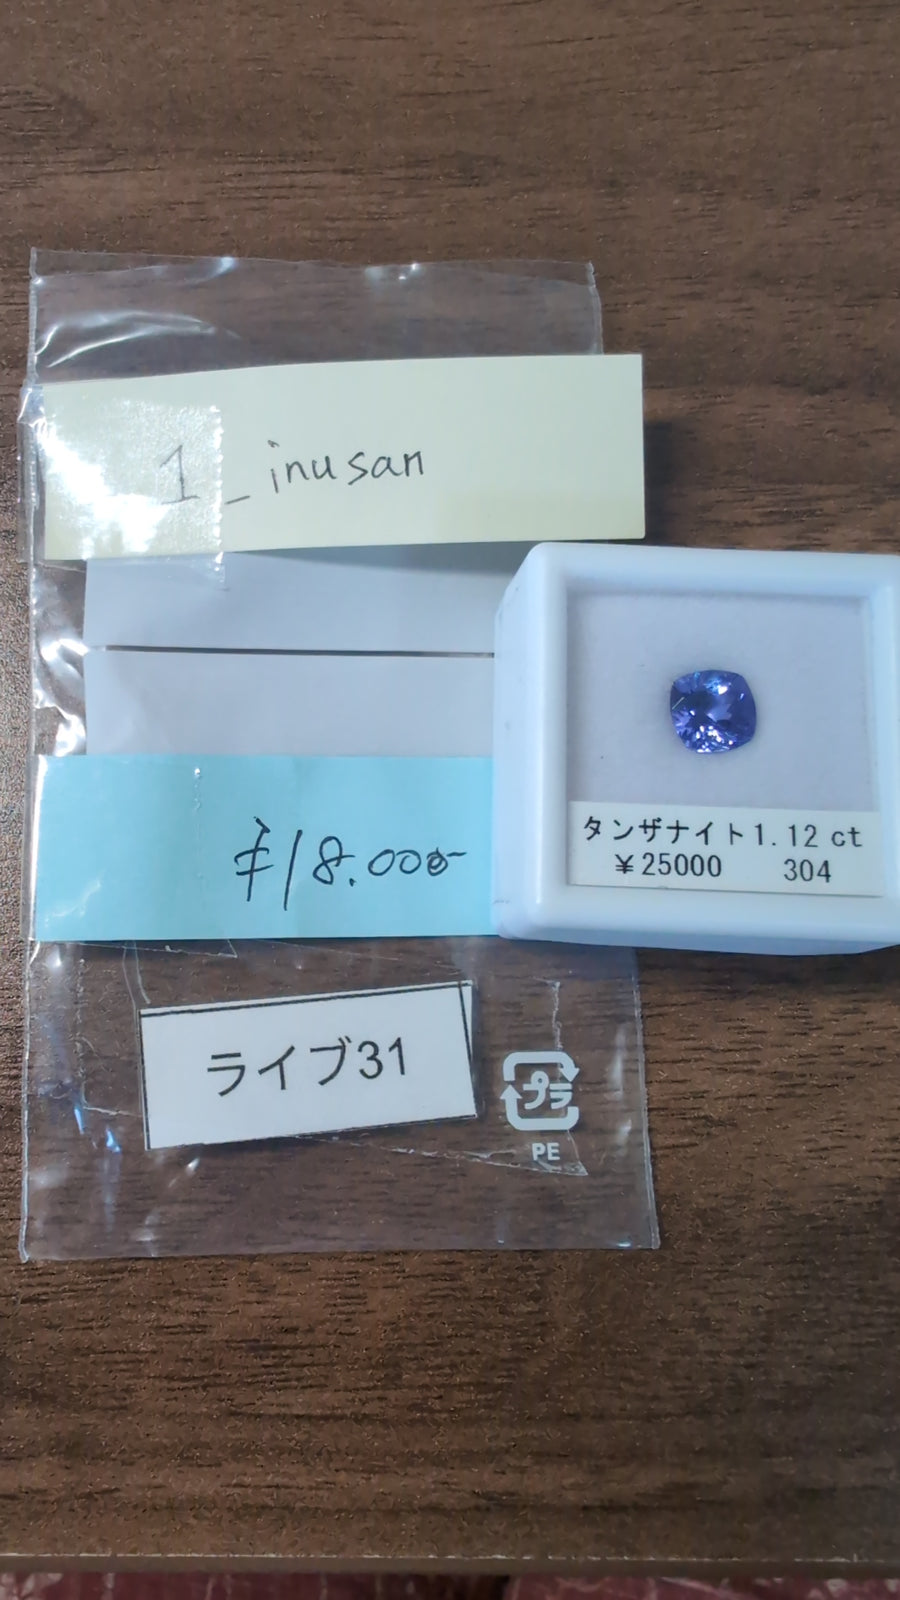 1_inusan
¥18.000
タンザナイト1.12 ct
¥25000 304
ライブ31
プラ
PE